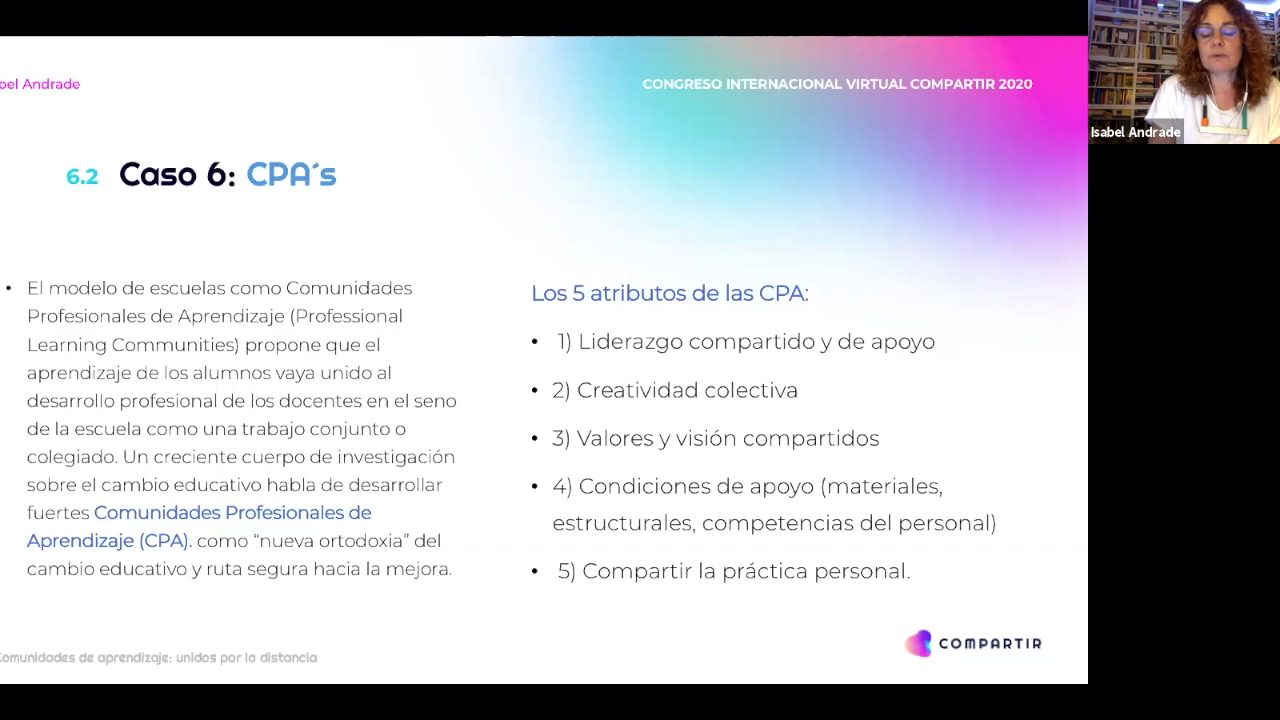 bel Andrade
CONGRESO INTERNACIONAL VIRTUAL COMPARTIR 2020
Isabel Andrade
6.2 Caso 6: CPA´s
• El modelo de escuelas como Comunidades
Profesionales de Aprendizaje (Professional
Learning Communities) propone que el
aprendizaje de los alumnos vaya unido al
desarrollo profesional de los docentes en el seno
de la escuela como una trabajo conjunto o
colegiado. Un creciente cuerpo de investigación
sobre el cambio educativo habla de desarrollar
fuertes Comunidades Profesionales de
Aprendizaje (CPA). como “nueva ortodoxia” del
cambio educativo y ruta segura hacia la mejora.
Los 5 atributos de las CPA:
• 1) Liderazgo compartido y de apoyo
• 2) Creatividad colectiva
• 3) Valores y visión compartidos
• 4) Condiciones de apoyo (materiales,
estructurales, competencias del personal)
• 5) Compartir la práctica personal.
COMPARTIR
Comunidades de aprendizaje: unidos por la distancia